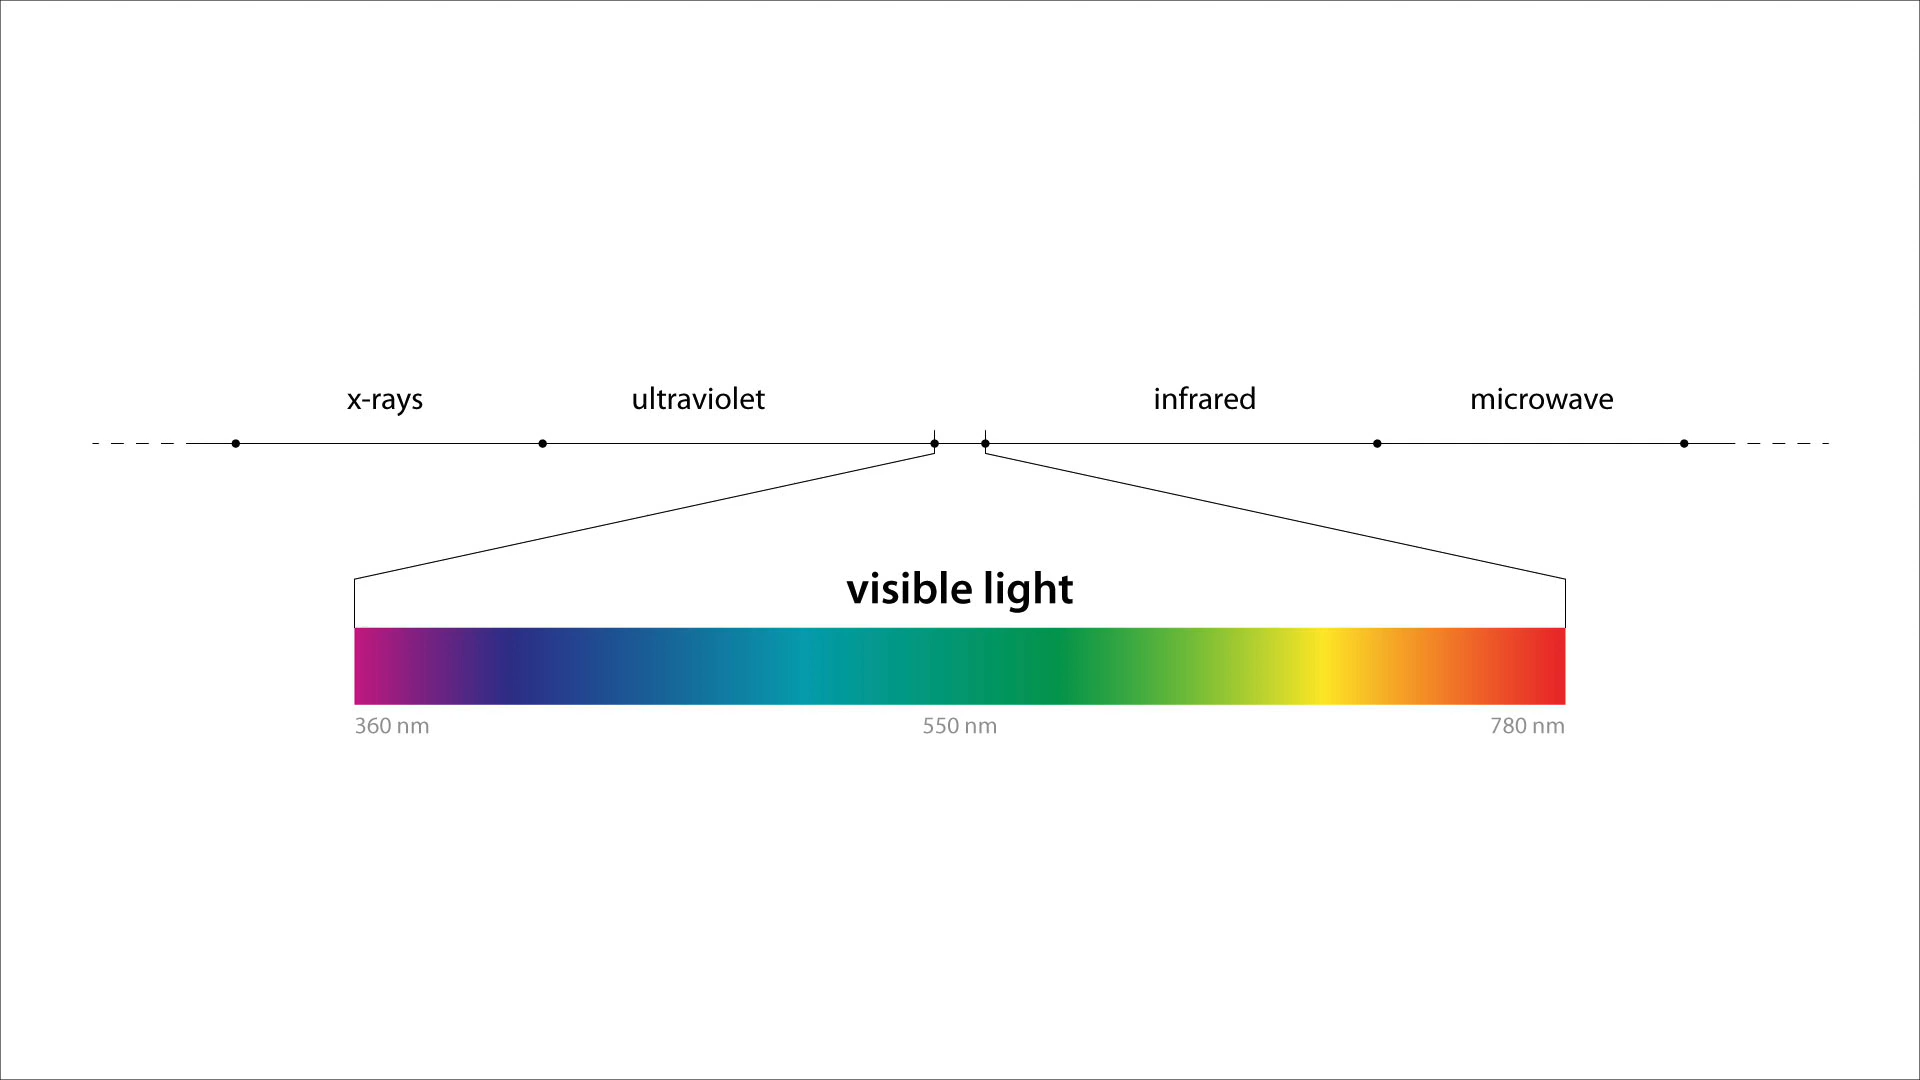 x-rays
ultraviolet
infrared
microwave
visible light
360 nm
550 nm
780 nm